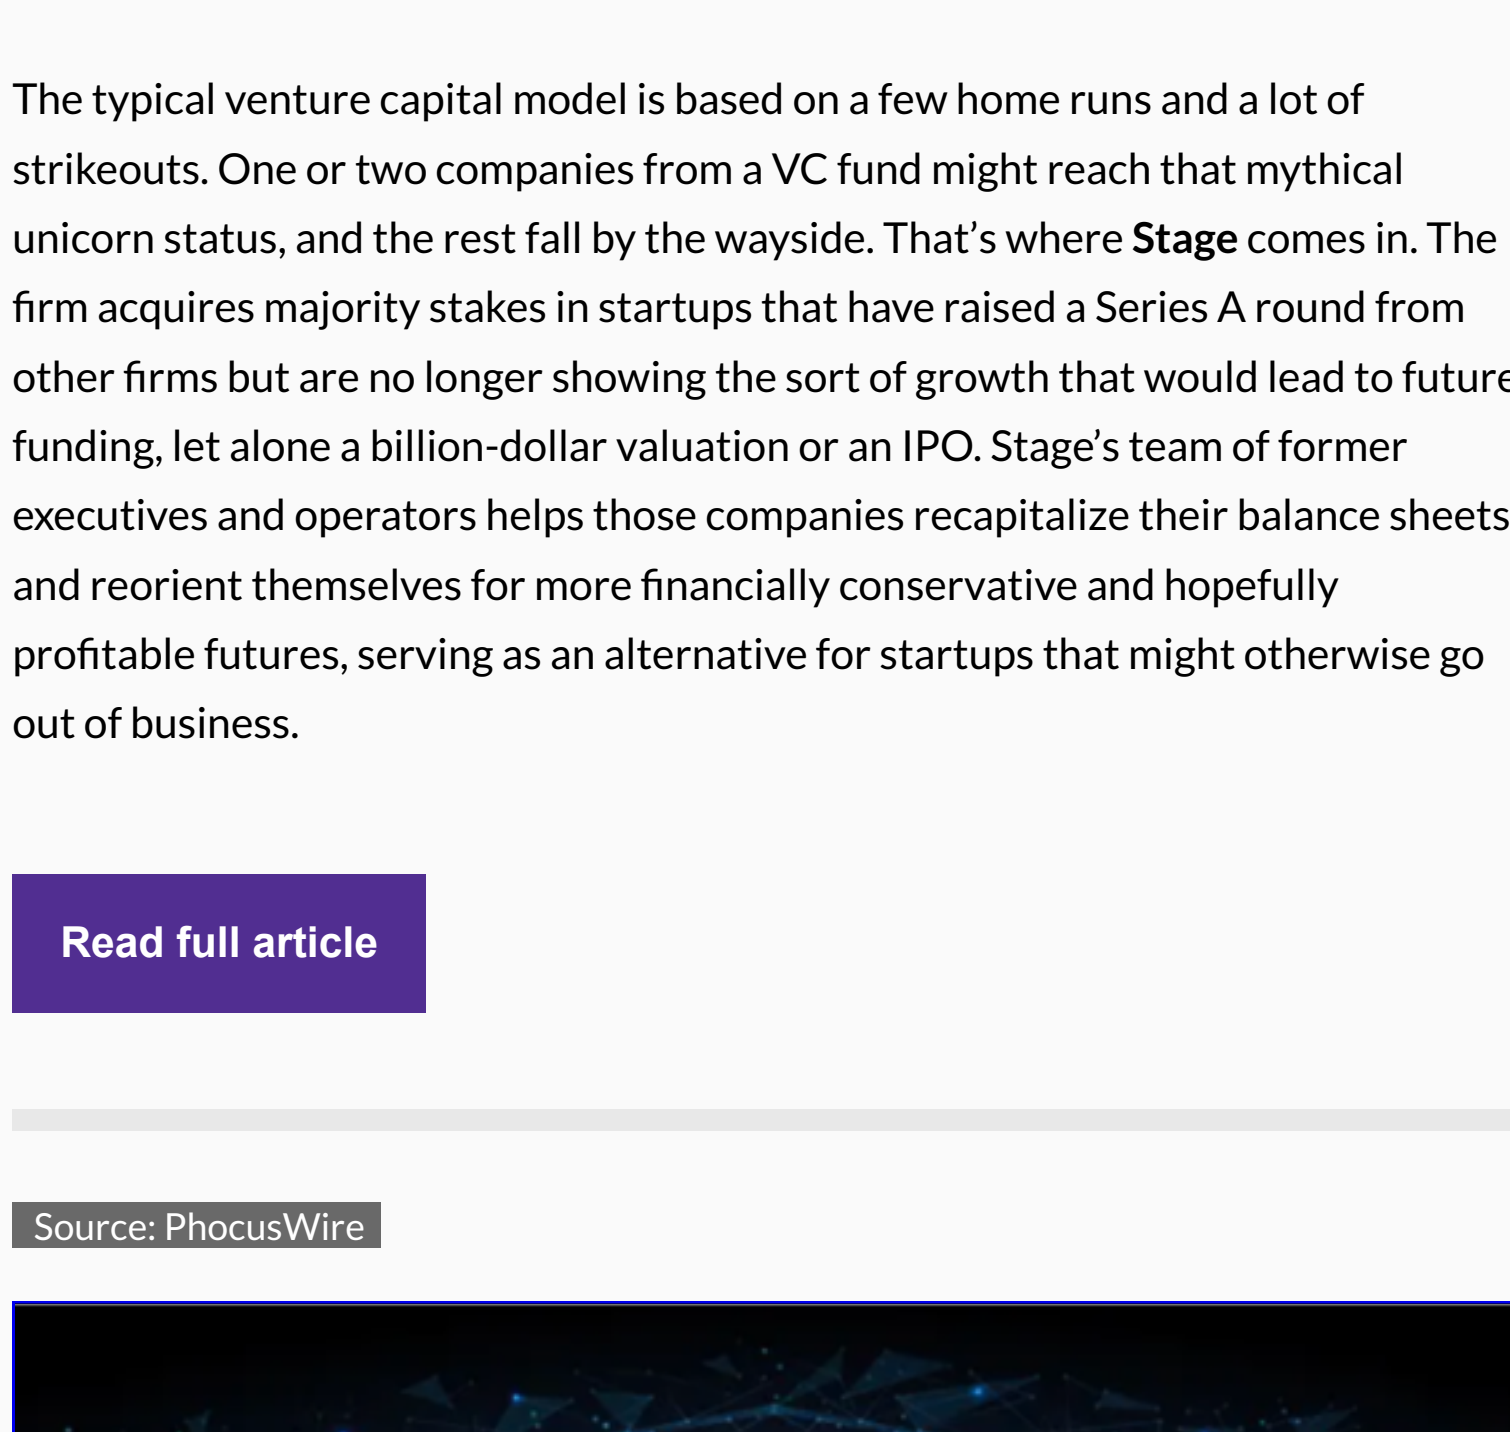 The typical venture capital model is based on a few home runs and a lot of
strikeouts. One or two companies from a VC fund might reach that mythical
unicorn status, and the rest fall by the wayside. That’s where Stage comes in. The
firm acquires majority stakes in startups that have raised a Series A round from
other firms but are no longer showing the sort of growth that would lead to future
funding, let alone a billion-dollar valuation or an IPO. Stage’s team of former
executives and operators helps those companies recapitalize their balance sheets
and reorient themselves for more financially conservative and hopefully
profitable futures, serving as an alternative for startups that might otherwise go
out of business.
Read full article
Source: PhocusWire